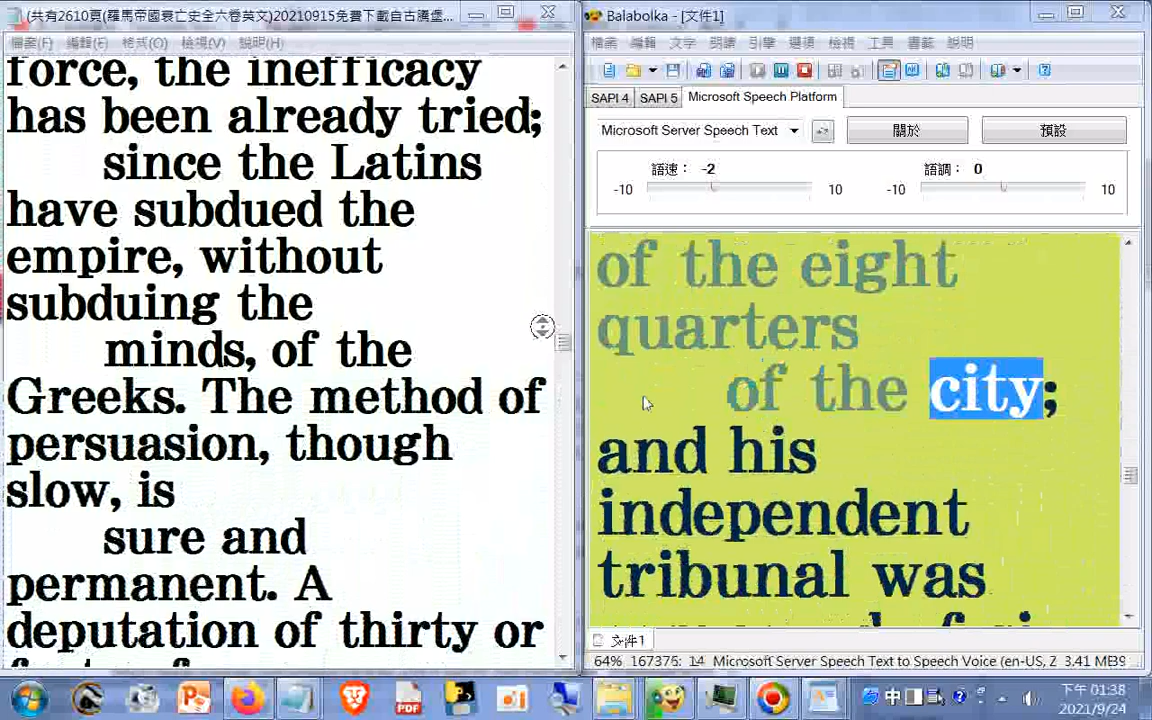 (共有2610頁(羅馬帝國衰亡史全六卷英文)20210915免費下載自古騰堡...
檔案(F) 編輯(E) 格式(O) 檢視(V) 說明(H)
force, the inefficacy
has been already tried;
since the Latins
have subdued the
empire, without
subduing the
minds, of the
Greeks. The method of
persuasion, though
slow, is
sure and
permanent. A
deputation of thirty or
Balabolka - [文件1]
檔案 編輯 文字 朗讀 引擎 選項 檢視 工具 書籤 說明
SAPI 4 SAPI 5 Microsoft Speech Platform
Microsoft Server Speech Text 關於 預設
語速： -2 語調： 0
-10 10 -10 10
of the eight
quarters
of the city;
and his
independent
tribunal was
文件1
64% 167375: 14 Microsoft Server Speech Text to Speech Voice (en-US, Z 3.41 MB
PDF
中
下午 01:38
2021/9/24